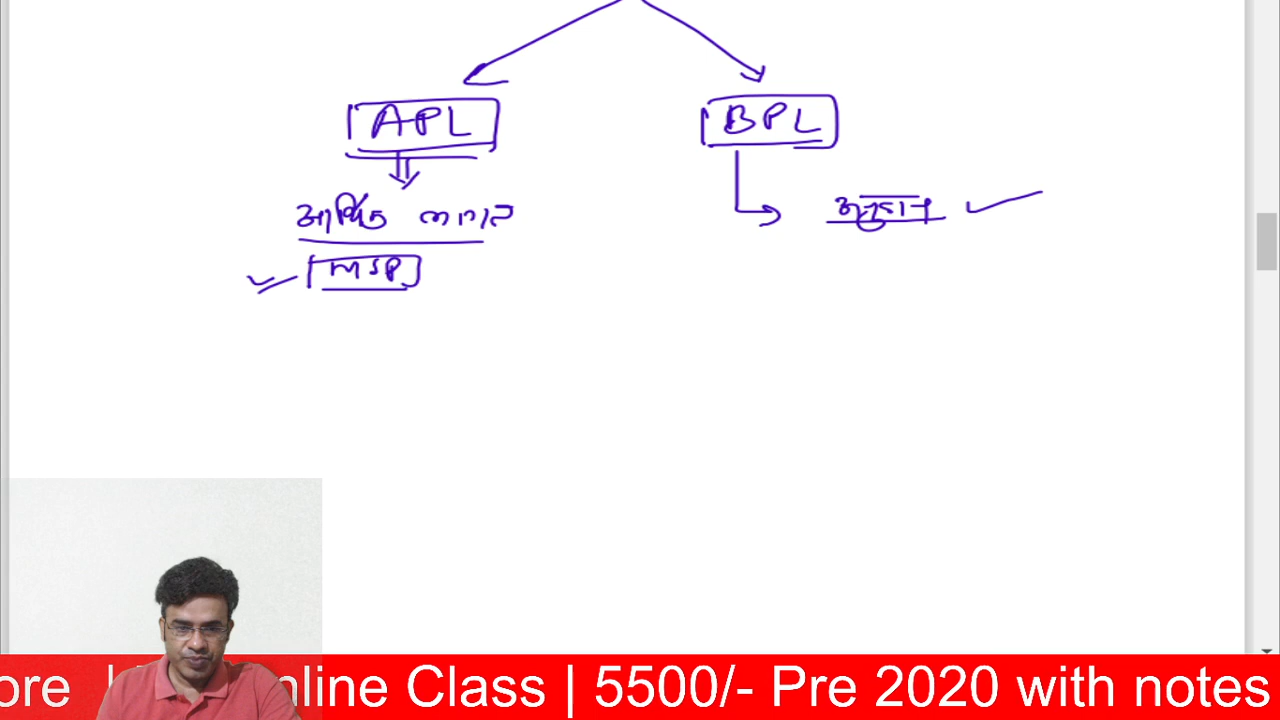 APL
BPL
आर्थिक लागत
अनुदान
MSP
ore | Online Class | 5500/- Pre 2020 with notes